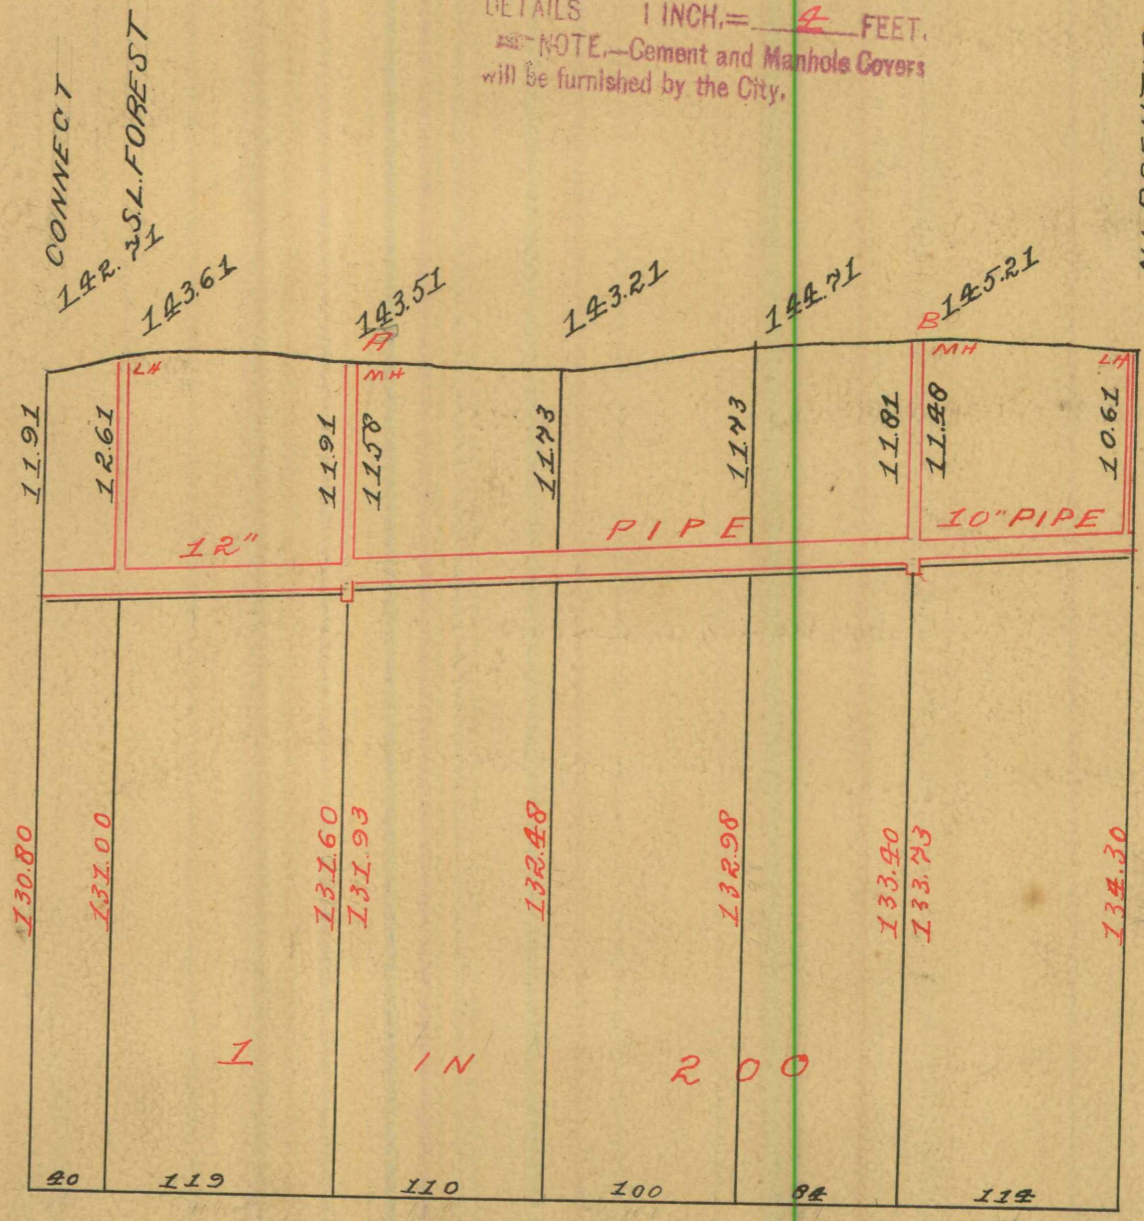 DETAILS 1 INCH.= 4 FEET.
NOTE.—Cement and Manhole Covers
will be furnished by the City.
CONNECT
S.L. FOREST
142.71
143.61
143.51
143.21
144.71
145.21
A
B
LH
MH
MH
LH
11.91
12.61
11.91
11.58
11.73
11.73
11.81
11.48
10.61
12"
PIPE
10" PIPE
130.80
131.00
131.60
131.93
132.48
132.98
133.40
133.73
134.30
1 IN 200
40 119 110 100 84 114